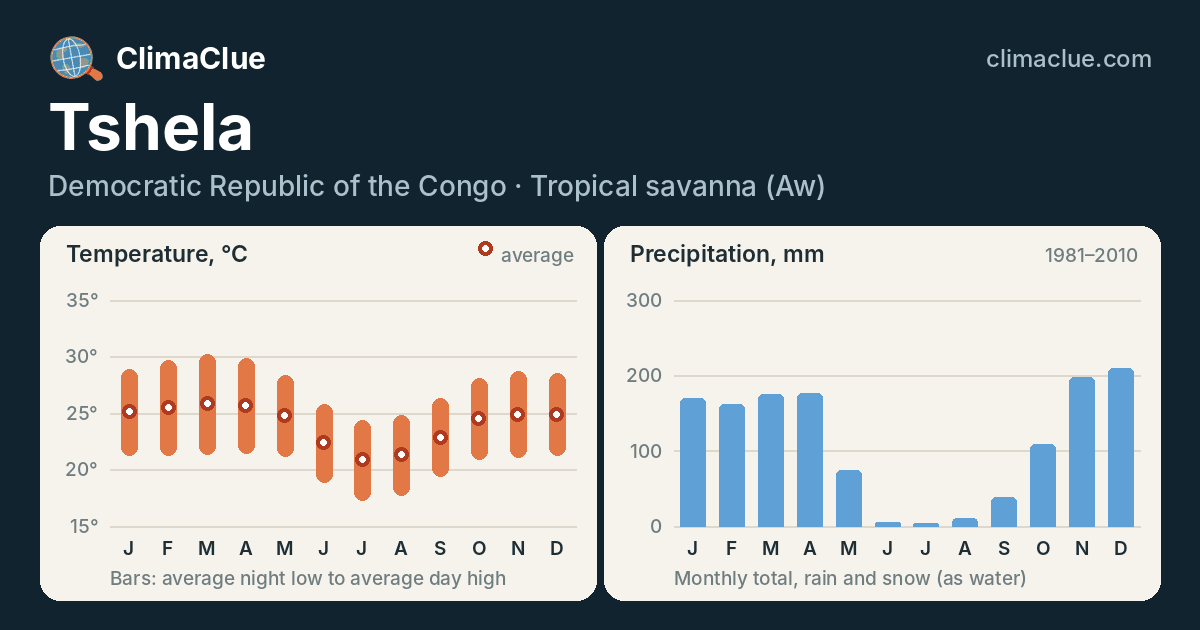 ClimaClue
climaclue.com
Tshela
Democratic Republic of the Congo · Tropical savanna (Aw)
Temperature, °C
average
35°
30°
25°
20°
15°
J F M A M J J A S O N D
Bars: average night low to average day high
Precipitation, mm
1981–2010
300
200
100
0
J F M A M J J A S O N D
Monthly total, rain and snow (as water)